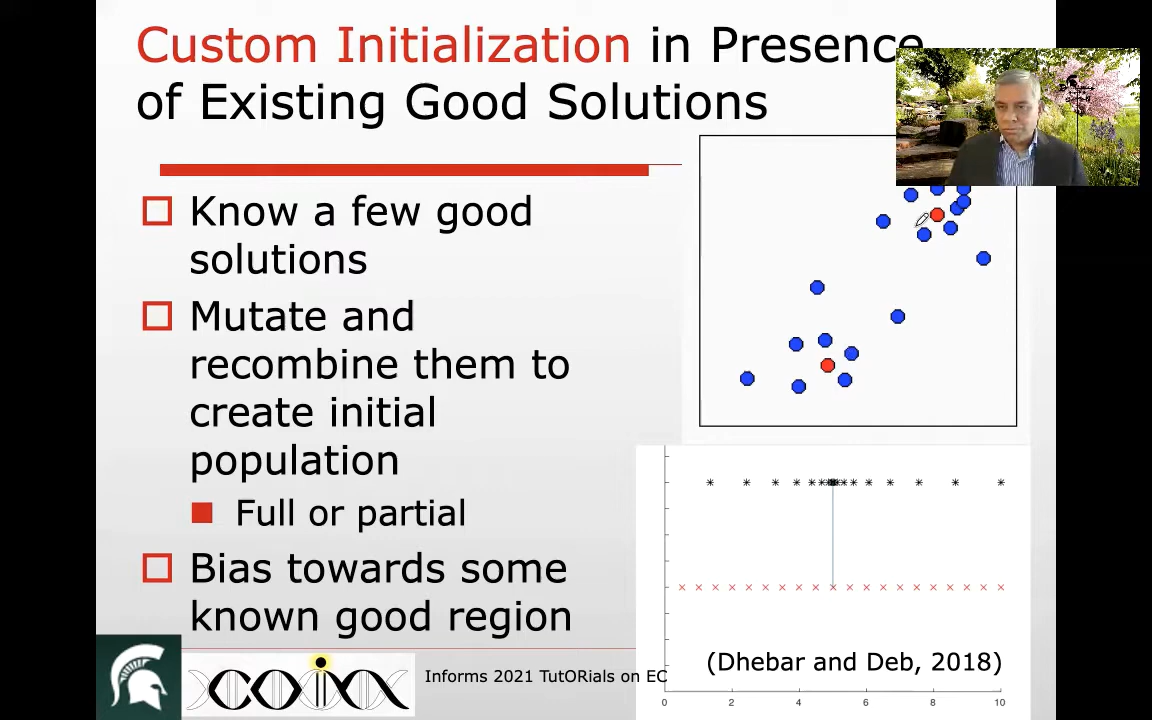 Custom Initialization in Presence
of Existing Good Solutions
Know a few good
solutions
Mutate and
recombine them to
create initial
population
Full or partial
Bias towards some
known good region
(Dhebar and Deb, 2018)
0 2 4 6 8 10
COIN
Informs 2021 TutORials on EC